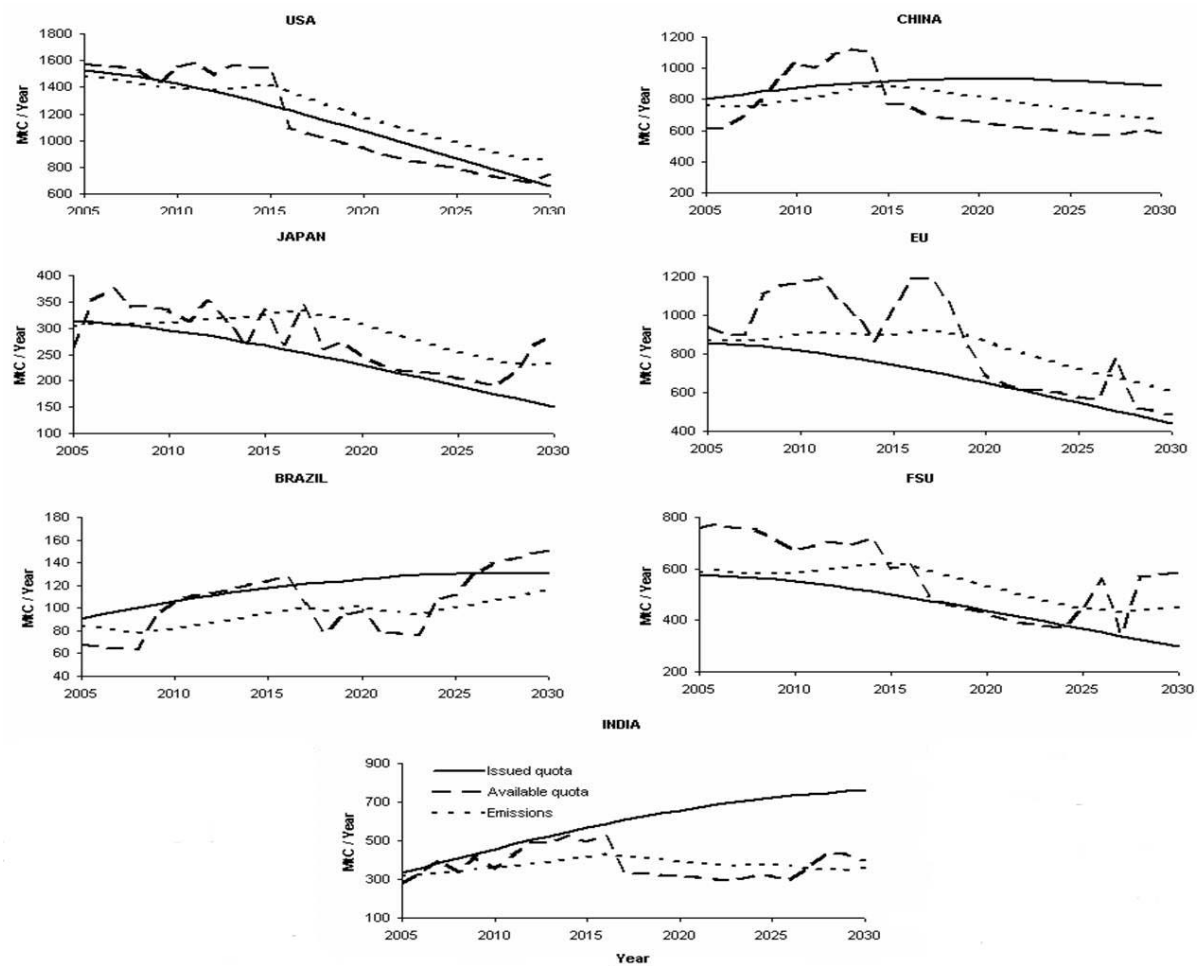 USA
MtC / Year
1800
1600
1400
1200
1000
800
600
2005 2010 2015 2020 2025 2030
CHINA
MtC / Year
1200
1000
800
600
400
200
2005 2010 2015 2020 2025 2030
JAPAN
MtC / Year
400
350
300
250
200
150
100
2005 2010 2015 2020 2025 2030
EU
MtC / Year
1200
1000
800
600
400
2005 2010 2015 2020 2025 2030
BRAZIL
MtC / Year
180
160
140
120
100
80
60
40
2005 2010 2015 2020 2025 2030
FSU
MtC / Year
800
600
400
200
2005 2010 2015 2020 2025 2030
INDIA
MtC / Year
900
700
500
300
100
Issued quota
Available quota
Emissions
2005 2010 2015 2020 2025 2030
Year